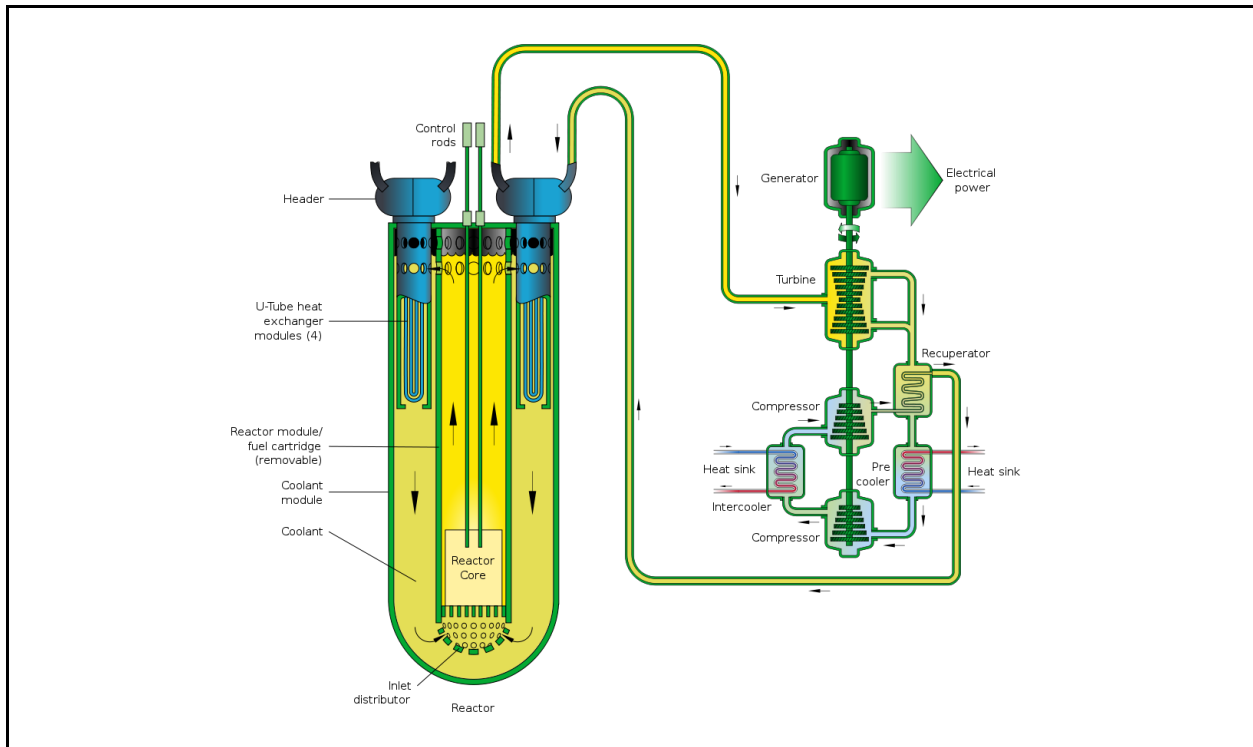 Control
rods
Header
U-Tube heat
exchanger
modules (4)
Reactor module/
fuel cartridge
(removable)
Coolant
module
Coolant
Reactor
Core
Inlet
distributor
Reactor
Generator
Electrical
power
Turbine
Recuperator
Compressor
Heat sink
Intercooler
Pre
cooler
Heat sink
Compressor